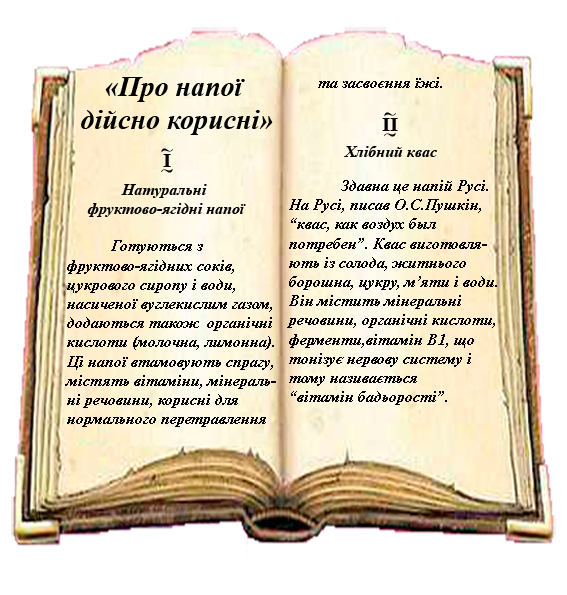 «Про напої
дійсно корисні»
I
Натуральні
фруктово-ягідні напої
Готуються з
фруктово-ягідних соків,
цукрового сиропу і води,
насиченої вуглекислим газом,
додаються також органічні
кислоти (молочна, лимонна).
Ці напої втамовують спрагу,
містять вітаміни, мінераль-
ні речовини, корисні для
нормального перетравлення
та засвоєння їжі.
II
Хлібний квас
Здавна це напій Русі.
На Русі, писав О.С.Пушкін,
“квас, как воздух был
потребен”. Квас виготовля-
ють із солода, житнього
борошна, цукру, м’яти і води.
Він містить мінеральні
речовини, органічні кислоти,
ферменти,вітамін В1, що
тонізує нервову систему і
тому називається
“вітамін бадьорості”.